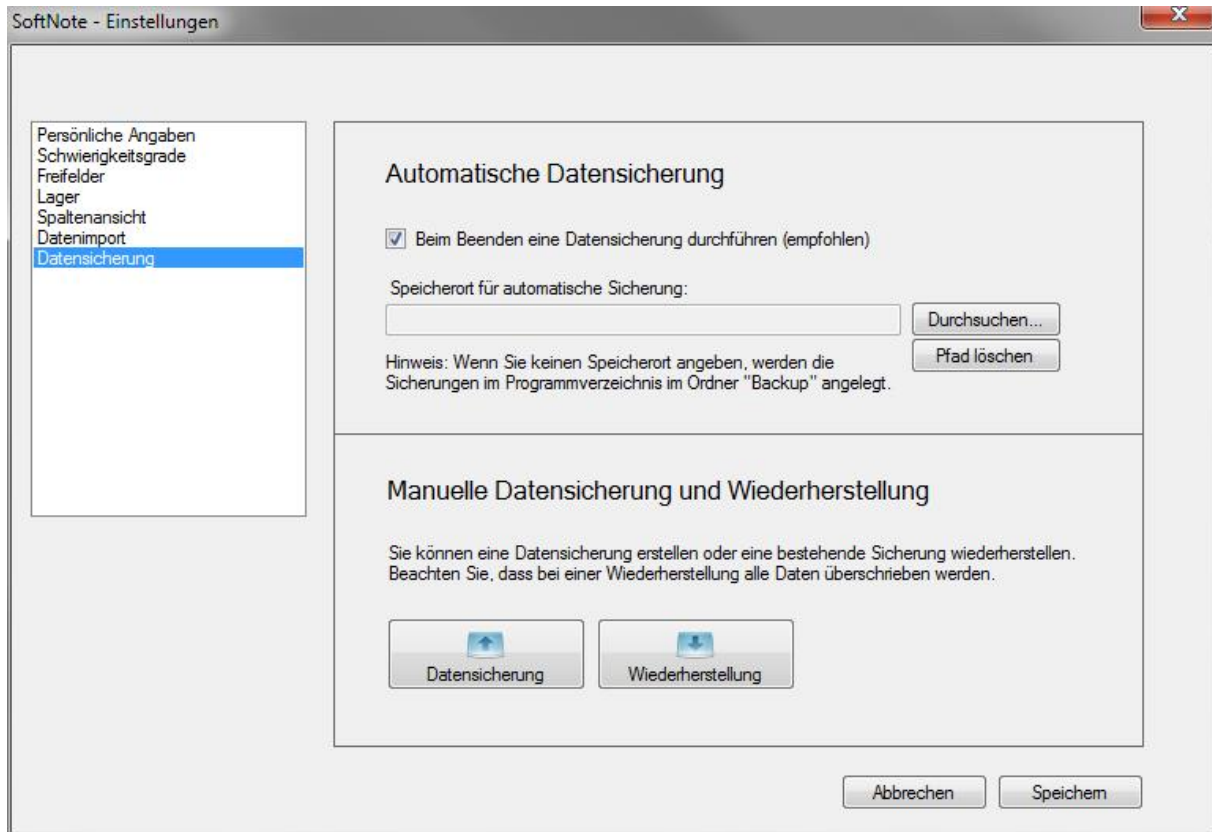 SoftNote - Einstellungen
Persönliche Angaben
Schwierigkeitsgrade
Freifelder
Lager
Spaltenansicht
Datenimport
Datensicherung
Automatische Datensicherung
Beim Beenden eine Datensicherung durchführen (empfohlen)
Speicherort für automatische Sicherung:
Durchsuchen...
Pfad löschen
Hinweis: Wenn Sie keinen Speicherort angeben, werden die
Sicherungen im Programmverzeichnis im Ordner "Backup" angelegt.
Manuelle Datensicherung und Wiederherstellung
Sie können eine Datensicherung erstellen oder eine bestehende Sicherung wiederherstellen.
Beachten Sie, dass bei einer Wiederherstellung alle Daten überschrieben werden.
Datensicherung
Wiederherstellung
Abbrechen
Speichern